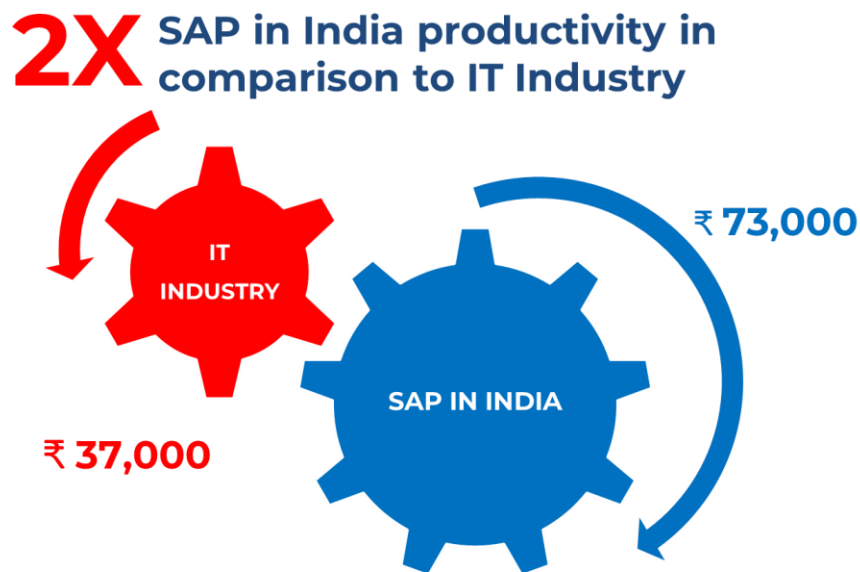 2X SAP in India productivity in
comparison to IT Industry
₹ 73,000
IT
INDUSTRY
SAP IN INDIA
₹ 37,000